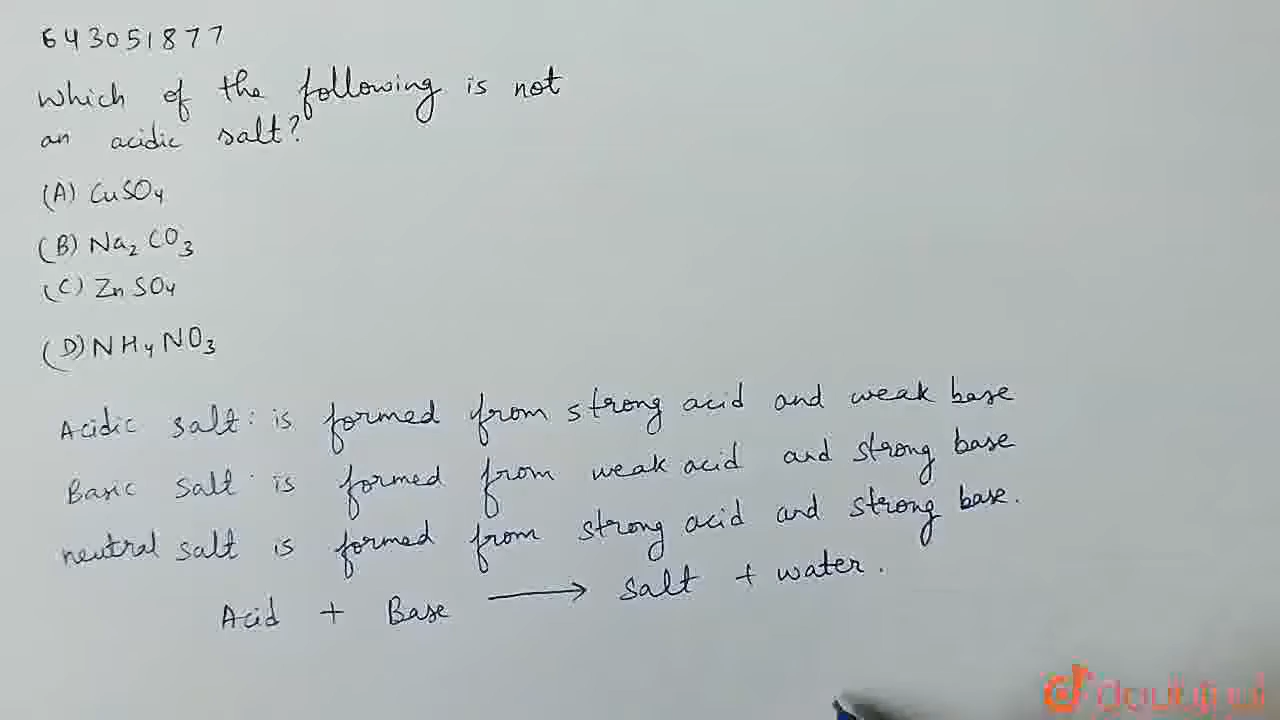 643051877
Which of the following is not
an acidic salt?
(A) CuSO4
(B) Na2 CO3
(C) Zn SO4
(D) NH4 NO3
Acidic salt: is formed from strong acid and weak base
Basic salt: is formed from weak acid and strong base
neutral salt is formed from strong acid and strong base.
Acid + Base → Salt + water.
doubtnut